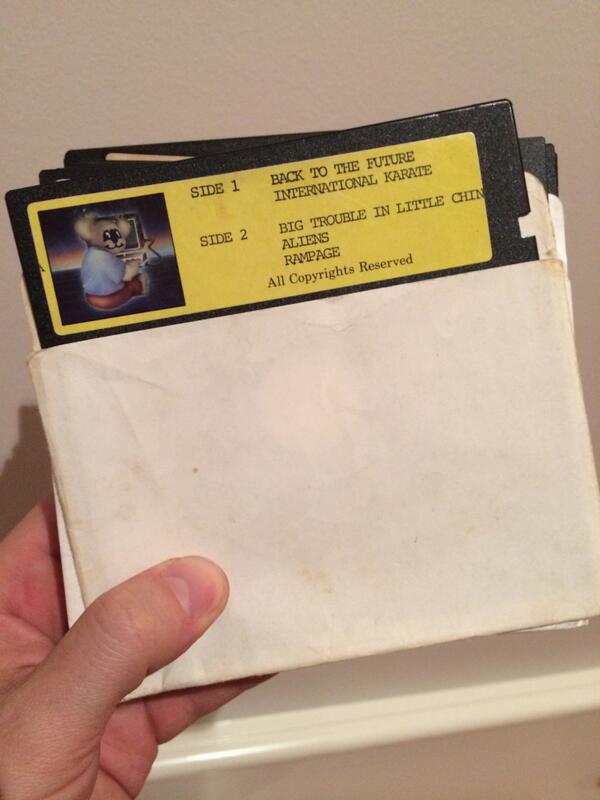 SIDE 1 BACK TO THE FUTURE
INTERNATIONAL KARATE
SIDE 2 BIG TROUBLE IN LITTLE CHIN
ALIENS
RAMPAGE
All Copyrights Reserved